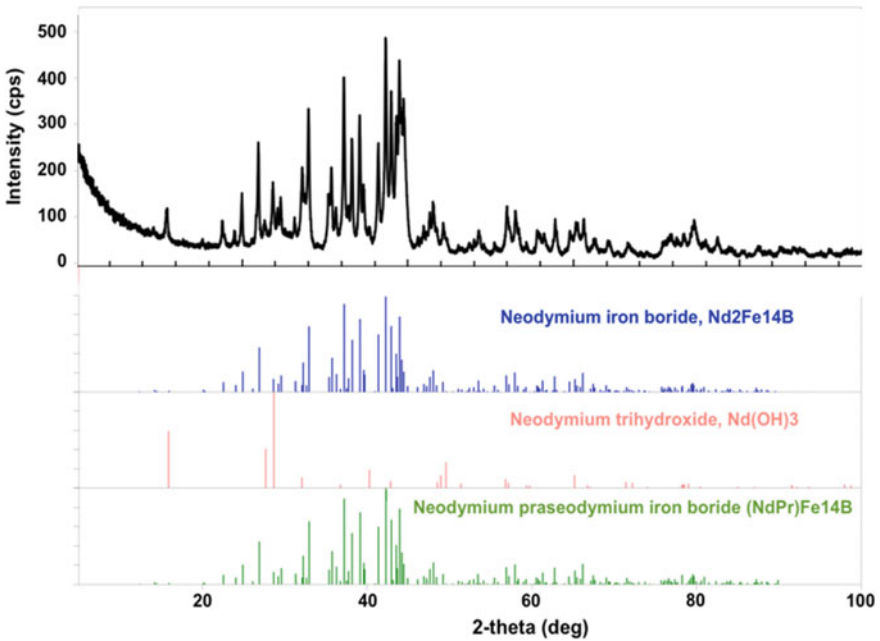 Intensity (cps)
500
400
300
200
100
0
Neodymium iron boride, Nd2Fe14B
Neodymium trihydroxide, Nd(OH)3
Neodymium praseodymium iron boride (NdPr)Fe14B
20 40 60 80 100
2-theta (deg)